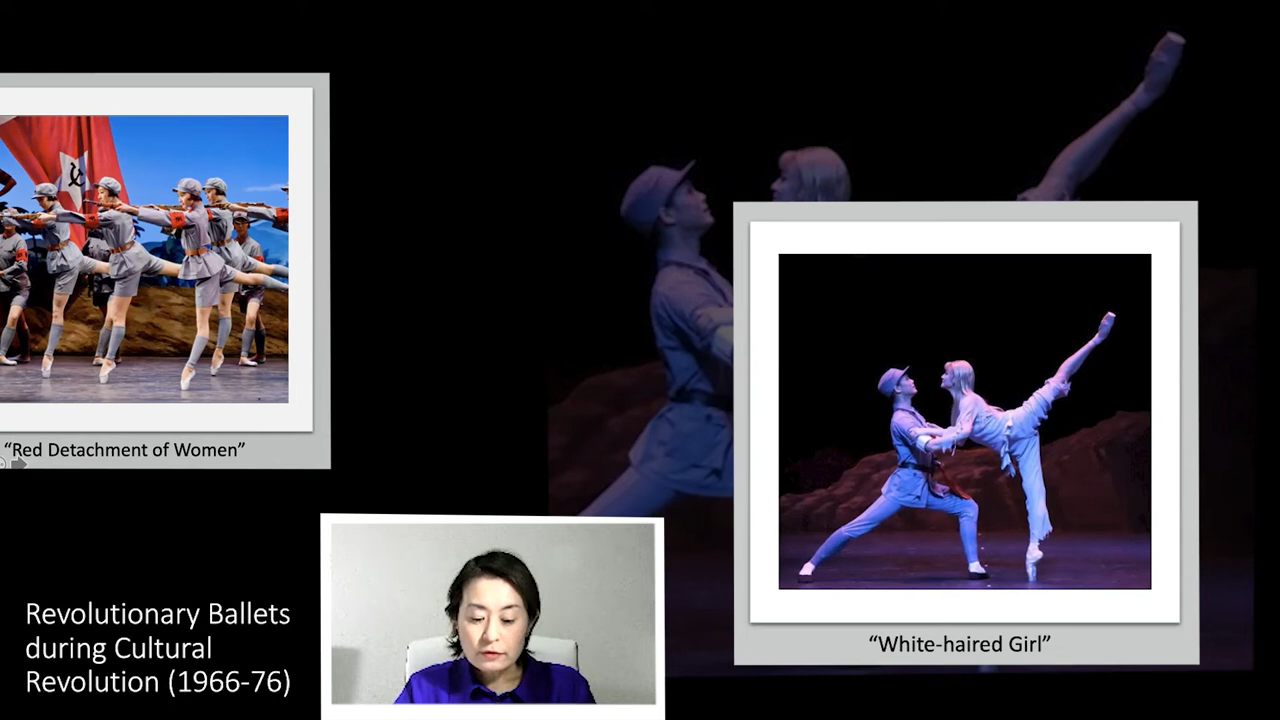 “Red Detachment of Women”
Revolutionary Ballets
during Cultural
Revolution (1966-76)
“White-haired Girl”